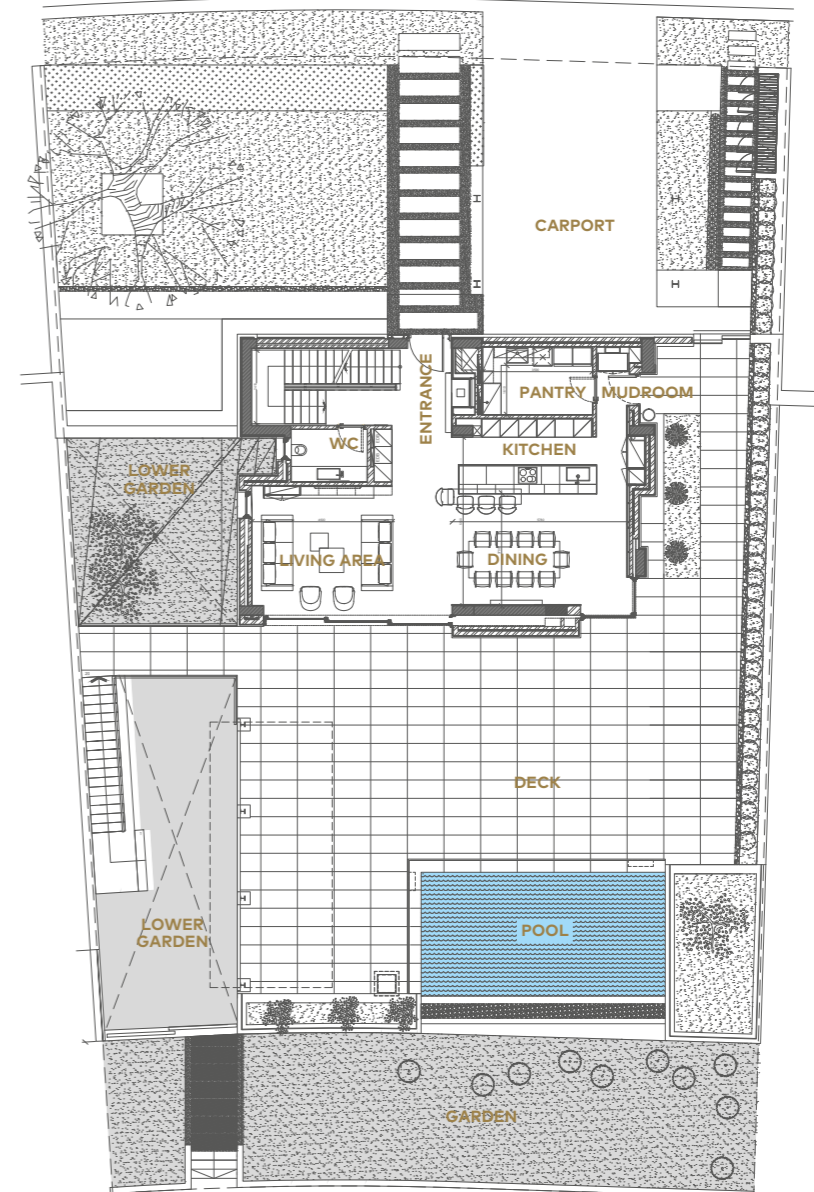 CARPORT
ENTRANCE
PANTRY
MUDROOM
WC
KITCHEN
LOWER
GARDEN
LIVING AREA
DINING
DECK
LOWER
GARDEN
POOL
GARDEN